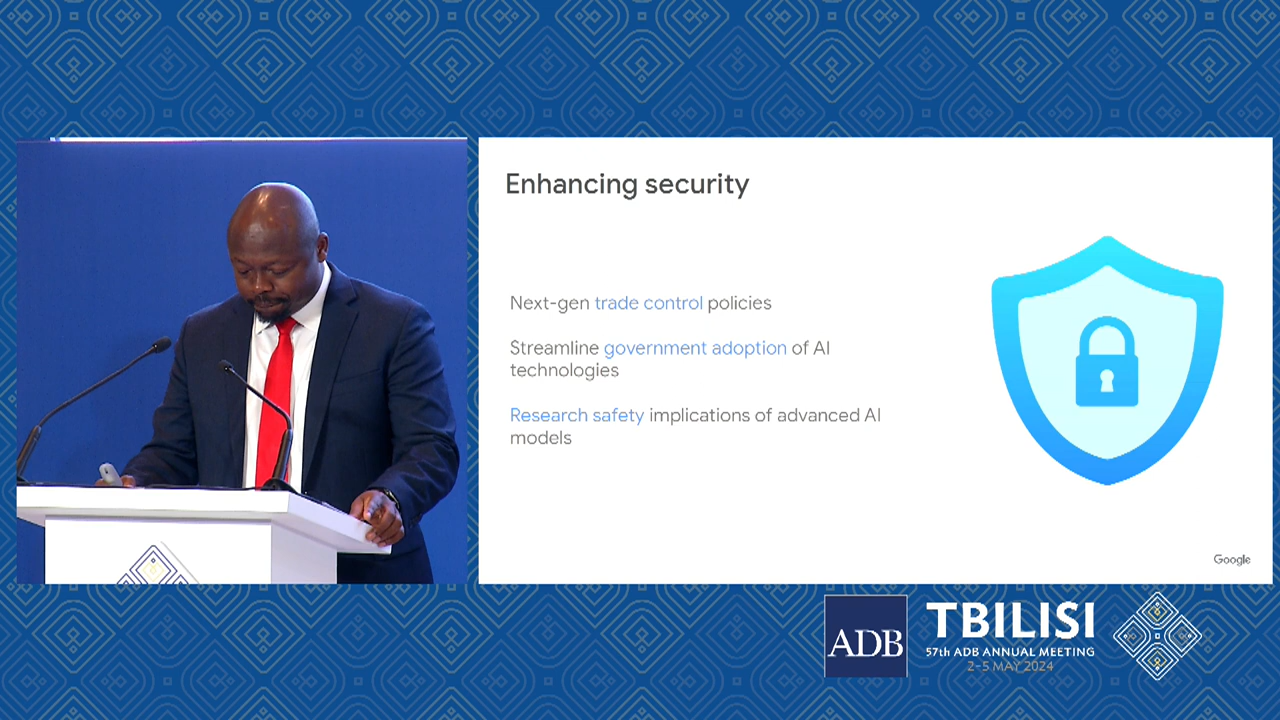 Enhancing security
Next-gen trade control policies
Streamline government adoption of AI
technologies
Research safety implications of advanced AI
models
Google
ADB
TBILISI
57th ADB ANNUAL MEETING
2-5 MAY 2024